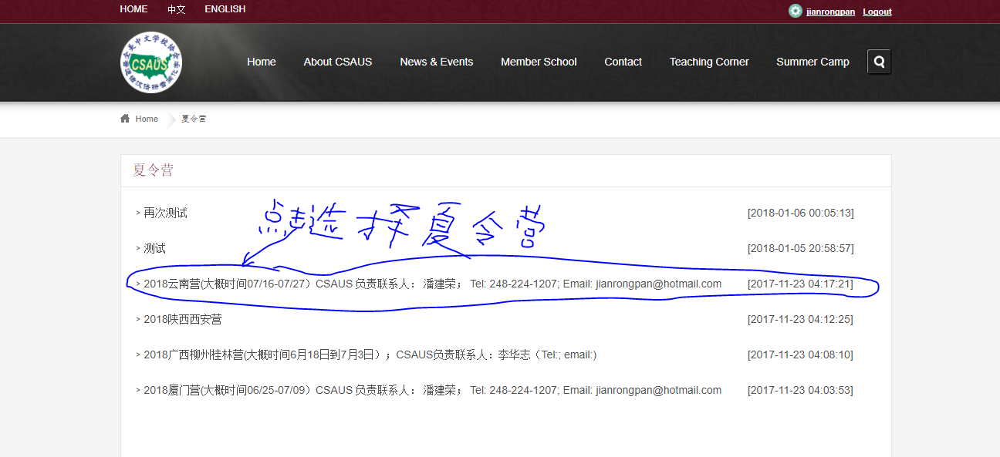 HOME 中文 ENGLISH jianrongpan Logout
CSAUS
Home About CSAUS News & Events Member School Contact Teaching Corner Summer Camp
Home 夏令营
夏令营
> 再次测试 [2018-01-06 00:05:13]
点击选择夏令营
> 测试 [2018-01-05 20:58:57]
> 2018云南营(大概时间07/16-07/27）CSAUS 负责联系人： 潘建荣； Tel: 248-224-1207; Email: jianrongpan@hotmail.com [2017-11-23 04:17:21]
> 2018陕西西安营 [2017-11-23 04:12:25]
> 2018广西柳州桂林营(大概时间6月18日到7月3日）；CSAUS负责联系人：李华志（Tel:; email:) [2017-11-23 04:08:10]
> 2018厦门营(大概时间06/25-07/09）CSAUS 负责联系人： 潘建荣； Tel: 248-224-1207; Email: jianrongpan@hotmail.com [2017-11-23 04:03:53]